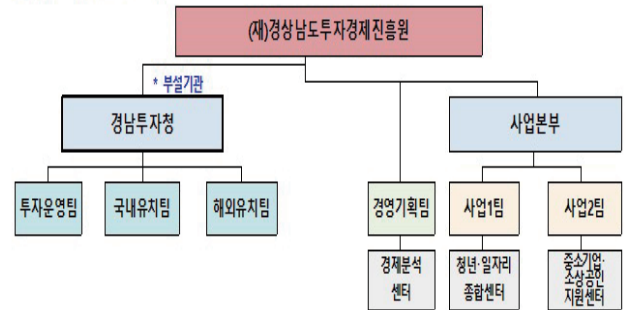 (재)경상남도투자경제진흥원
* 부설기관
경남투자청
사업본부
투자운영팀
국내유치팀
해외유치팀
경영기획팀
사업1팀
사업2팀
경제분석
센터
청년·일자리
종합센터
중소기업·
소상공인
지원센터